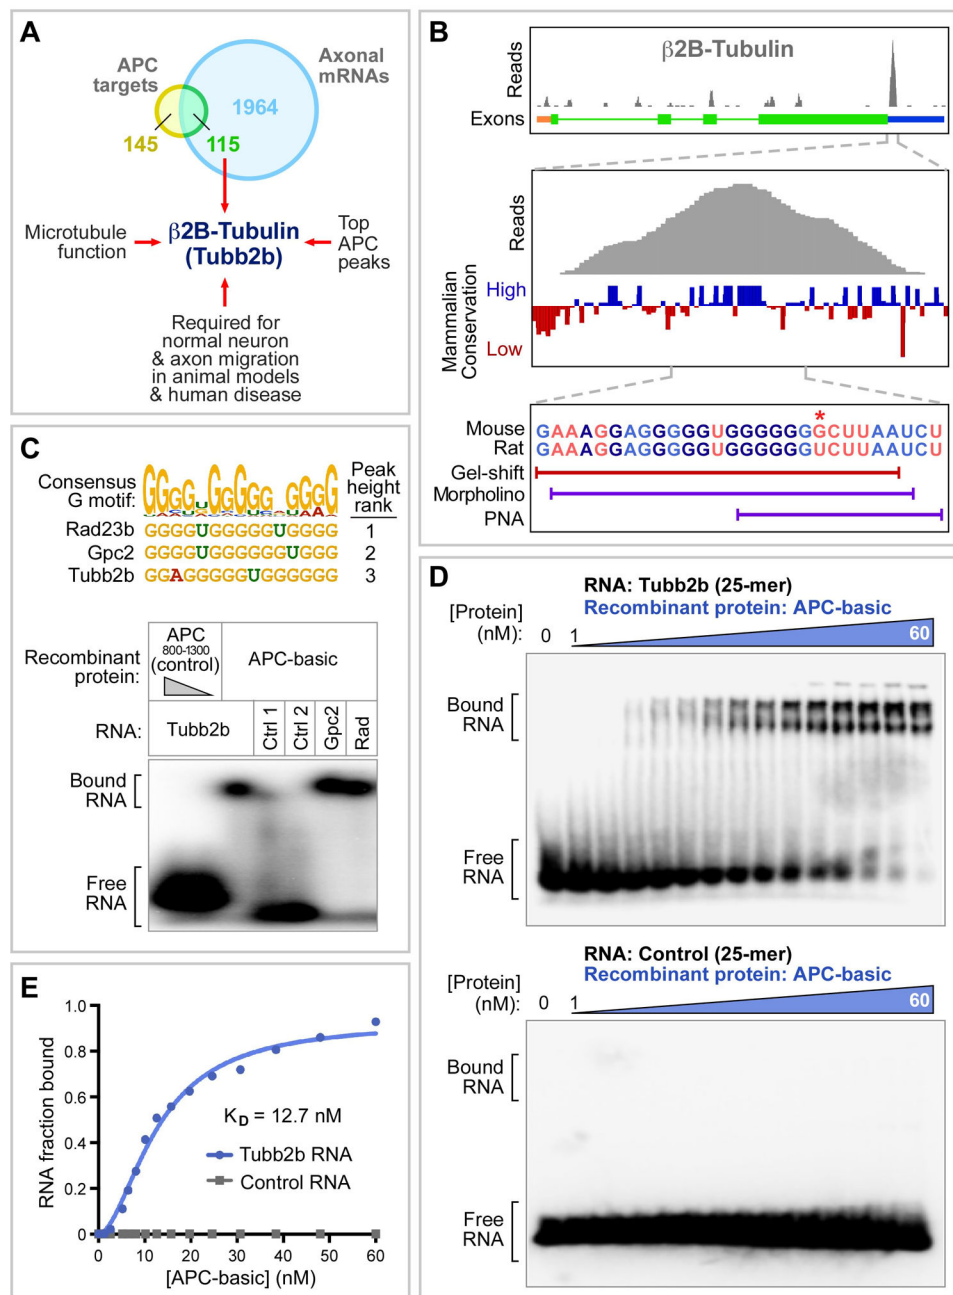 A
APC
targets
Axonal
mRNAs
1964
145
115
Microtubule
function
β2B-Tubulin
(Tubb2b)
Top
APC
peaks
Required for
normal neuron
& axon migration
in animal models
& human disease
B
β2B-Tubulin
Reads
Exons
Reads
Mammalian
Conservation
High
Low
*
Mouse GAAAGGAGGGGGUGGGGGGGCUUAAUCU
Rat GAAAGGAGGGGGUGGGGGGUCUUAAUCU
Gel-shift
Morpholino
PNA
C
Consensus
G motif:
Peak
height
rank
Rad23b GGGGUGGGGGUGGGG 1
Gpc2 GGGGUGGGGGGUGGG 2
Tubb2b GGAGGGGGUGGGGGG 3
Recombinant
protein:
APC
800-1300
(control)
APC-basic
RNA:
Tubb2b
Ctrl 1
Ctrl 2
Gpc2
Rad
Bound
RNA
Free
RNA
D
RNA: Tubb2b (25-mer)
Recombinant protein: APC-basic
[Protein]
(nM): 0 1 60
Bound
RNA
Free
RNA
RNA: Control (25-mer)
Recombinant protein: APC-basic
[Protein]
(nM): 0 1 60
Bound
RNA
Free
RNA
E
RNA fraction bound
1.0
0.8
0.6
0.4
0.2
0
KD = 12.7 nM
Tubb2b RNA
Control RNA
0 10 20 30 40 50 60
[APC-basic] (nM)